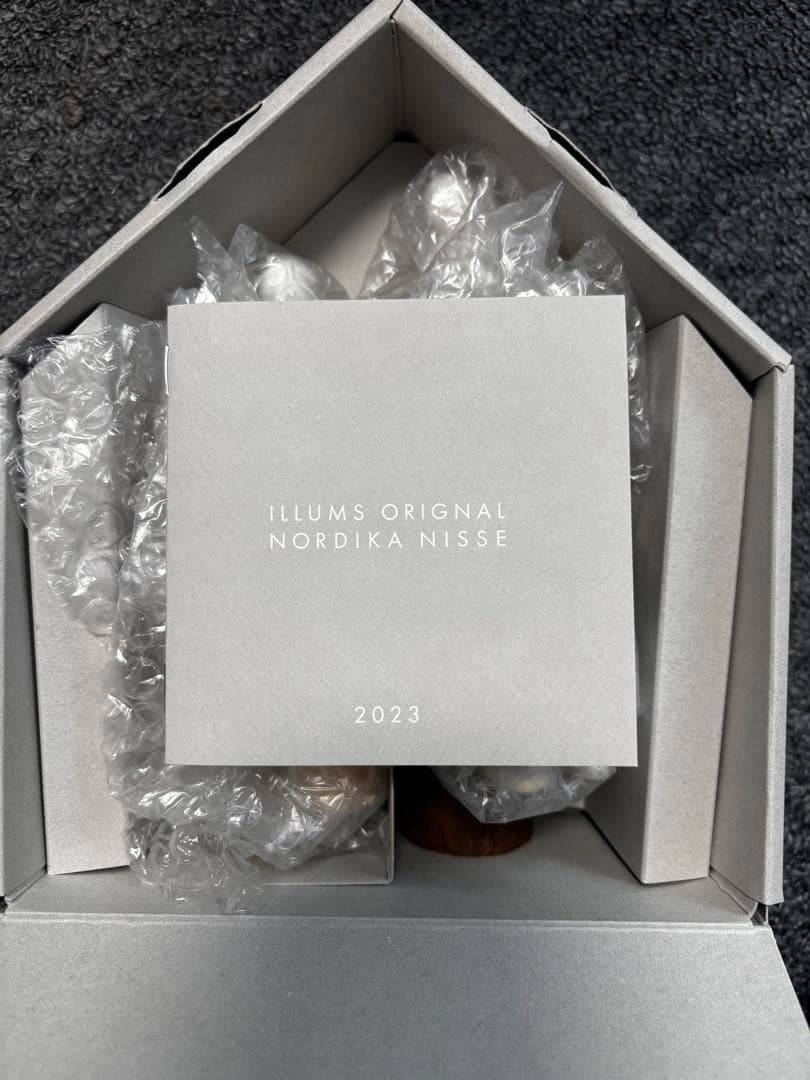 ILLUMS ORIGNAL
NORDIKA NISSE
2023